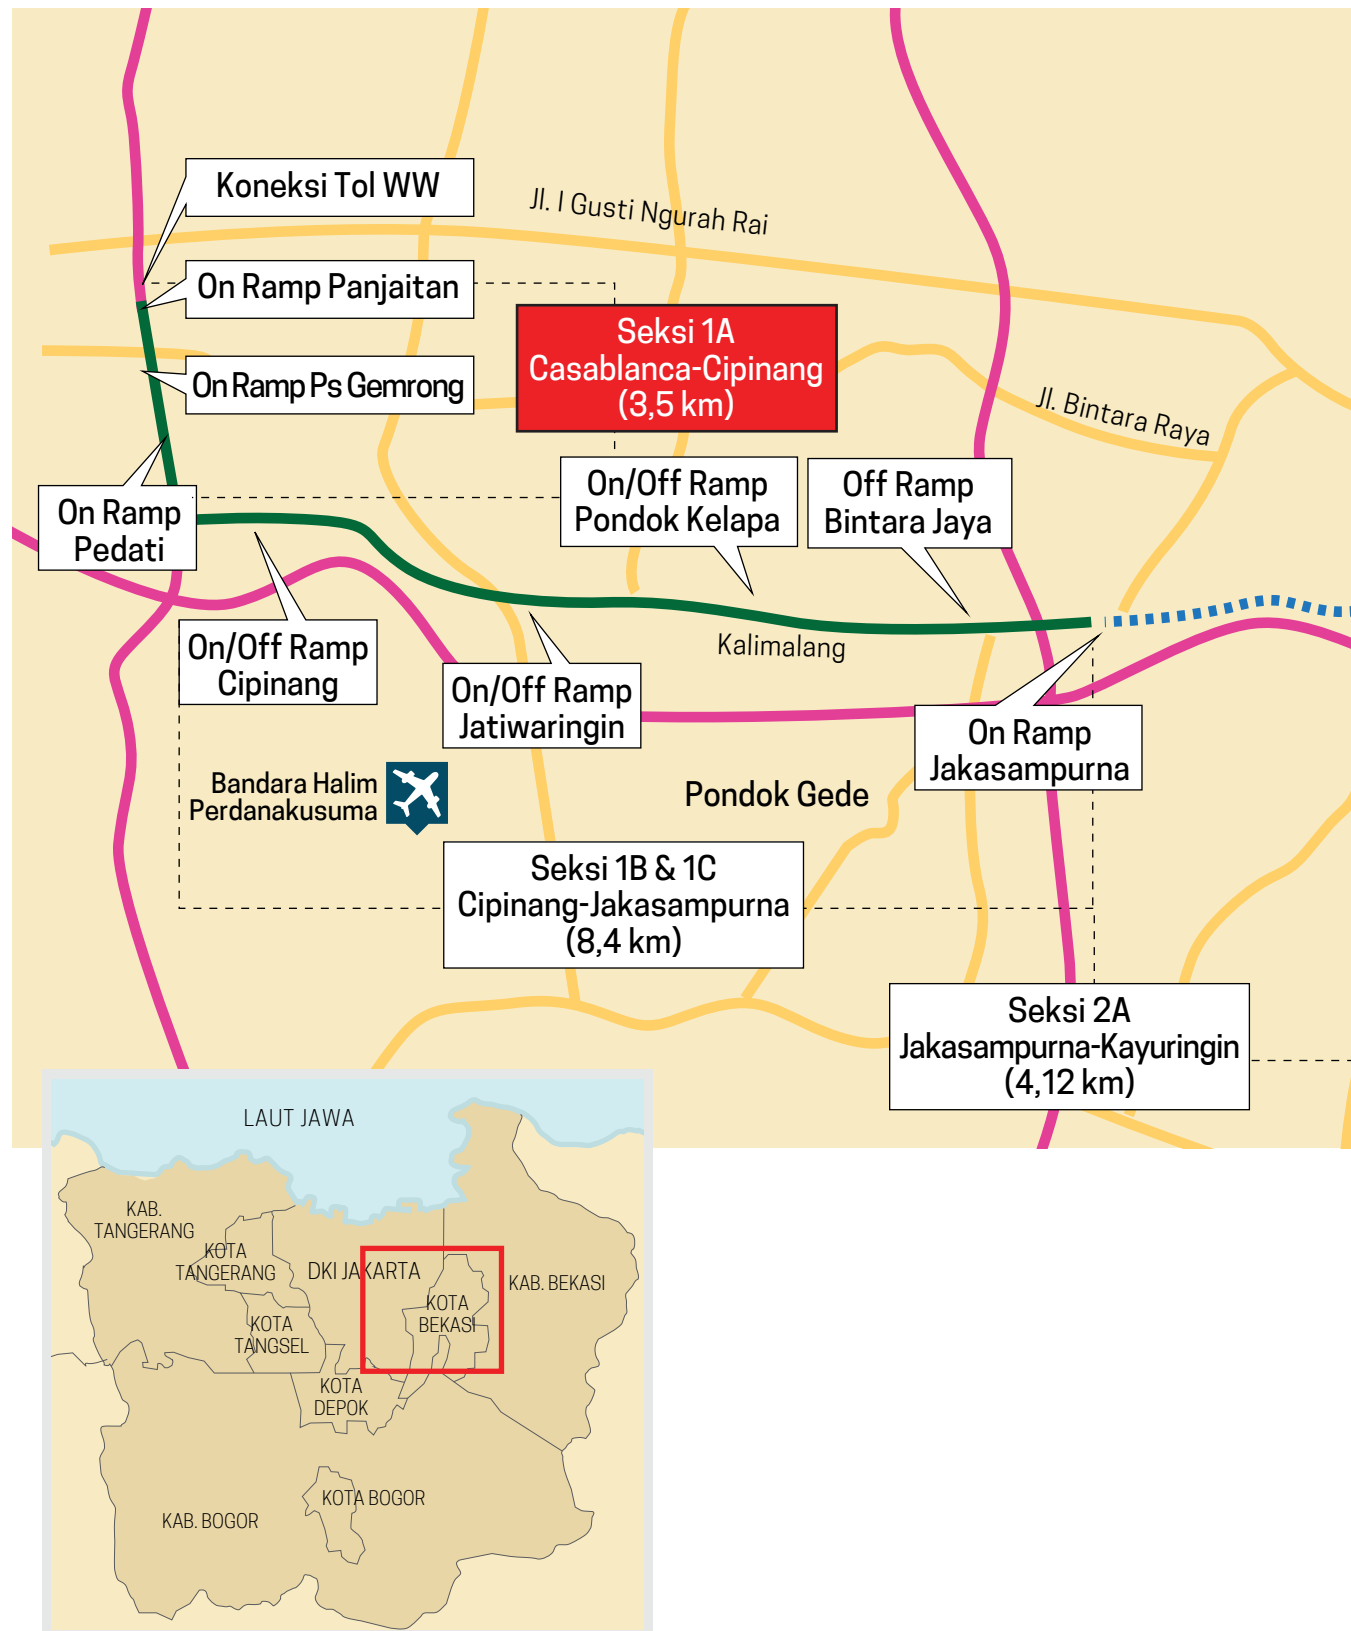 Koneksi Tol WW
Jl. I Gusti Ngurah Rai
On Ramp Panjaitan
Seksi 1A
Casablanca-Cipinang
(3,5 km)
On Ramp Ps Gemrong
Jl. Bintara Raya
On/Off Ramp
Pondok Kelapa
Off Ramp
Bintara Jaya
On Ramp
Pedati
On/Off Ramp
Cipinang
Kalimalang
On/Off Ramp
Jatiwaringin
On Ramp
Jakasampurna
Bandara Halim
Perdanakusuma
Pondok Gede
Seksi 1B & 1C
Cipinang-Jakasampurna
(8,4 km)
Seksi 2A
Jakasampurna-Kayuringin
(4,12 km)
LAUT JAWA
KAB.
TANGERANG
KOTA
TANGERANG
DKI JAKARTA
KAB. BEKASI
KOTA
BEKASI
KOTA
TANGSEL
KOTA
DEPOK
KOTA BOGOR
KAB. BOGOR